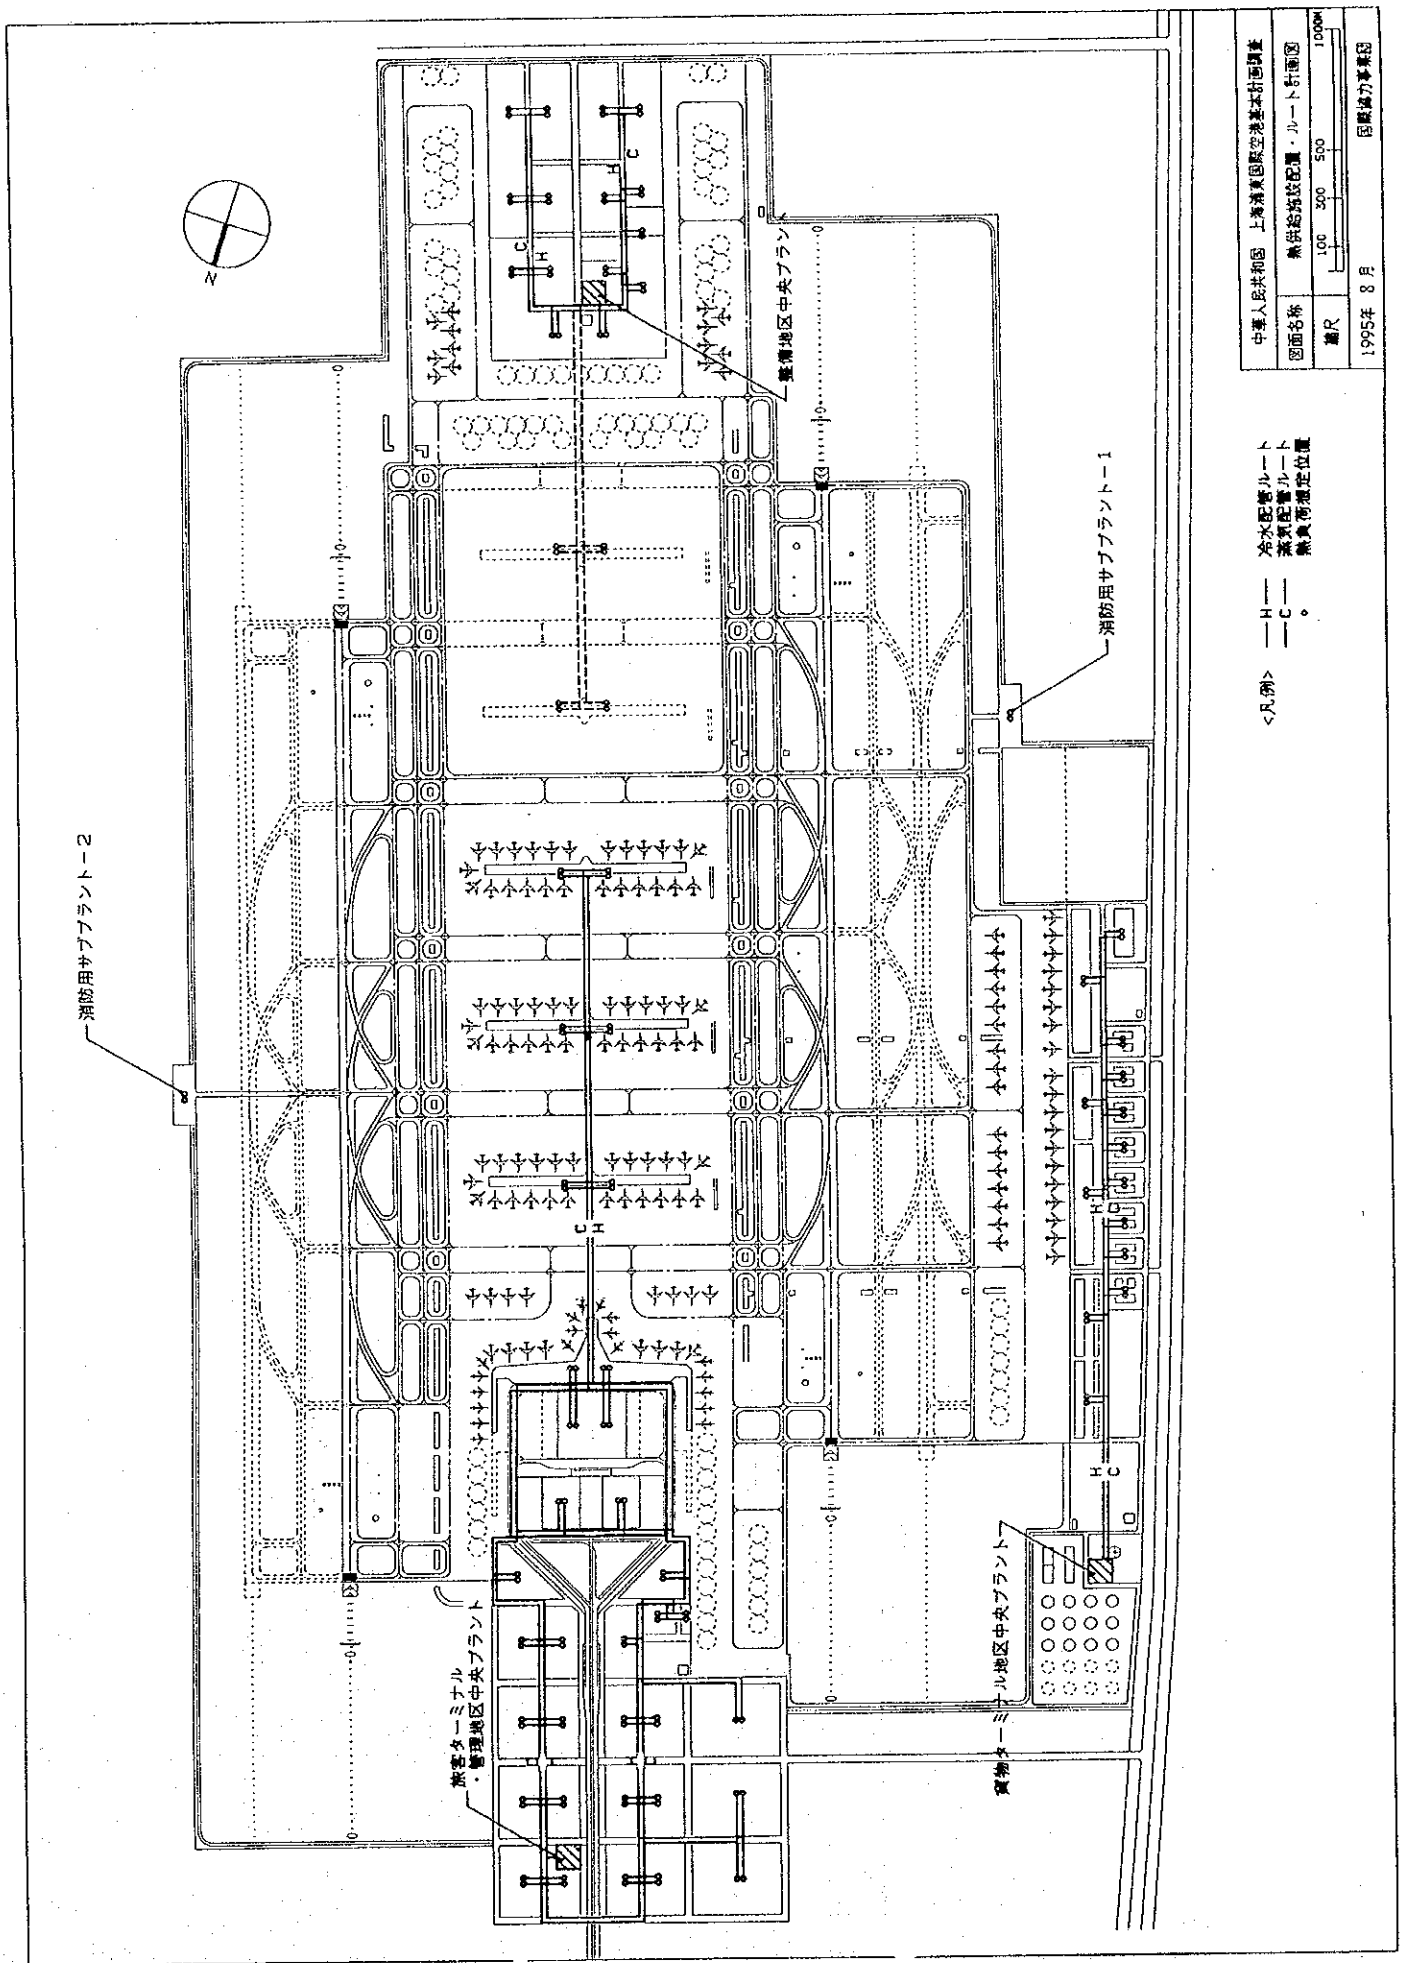 中華人民共和国 上海浦東国際空港基本計画調査
図面名称
熱供給施設配置・ルート計画図
縮尺
100
300
500
1000M
1995年 8月
国際協力事業団
<凡例>
—H— 冷水配管ルート
—C— 蒸気配管ルート
熱負荷想定位置
N
消防用サブプラント-2
消防用サブプラント-1
整備地区中央プラント
旅客ターミナル
・管理地区中央プラント
貨物ターミナル地区中央プラント
C
H
H
C
C
H
H
C
H
C